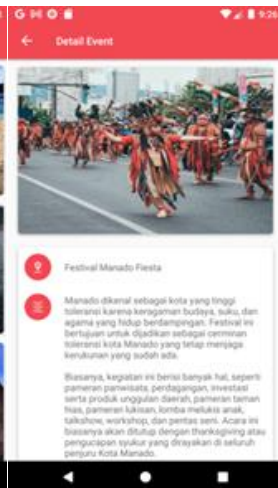 9:26
Detail Event
Festival Manado Fiesta
Manado dikenal sebagai kota yang tinggi
toleransi karena keragaman budaya, suku, dan
agama yang hidup berdampingan. Festival ini
bertujuan untuk dijadikan sebagai cerminan
toleransi kota Manado yang tetap menjaga
kerukunan yang sudah ada.
Biasanya, kegiatan ini berisi banyak hal, seperti
pameran pariwisata, perdagangan, investasi
serta produk unggulan daerah, pameran taman
hias, pameran lukisan, lomba melukis anak,
talkshow, workshop, dan pentas seni. Acara ini
biasanya akan ditutup dengan thanksgiving atau
pengucapan syukur yang dirayakan di seluruh
penjuru Kota Manado.